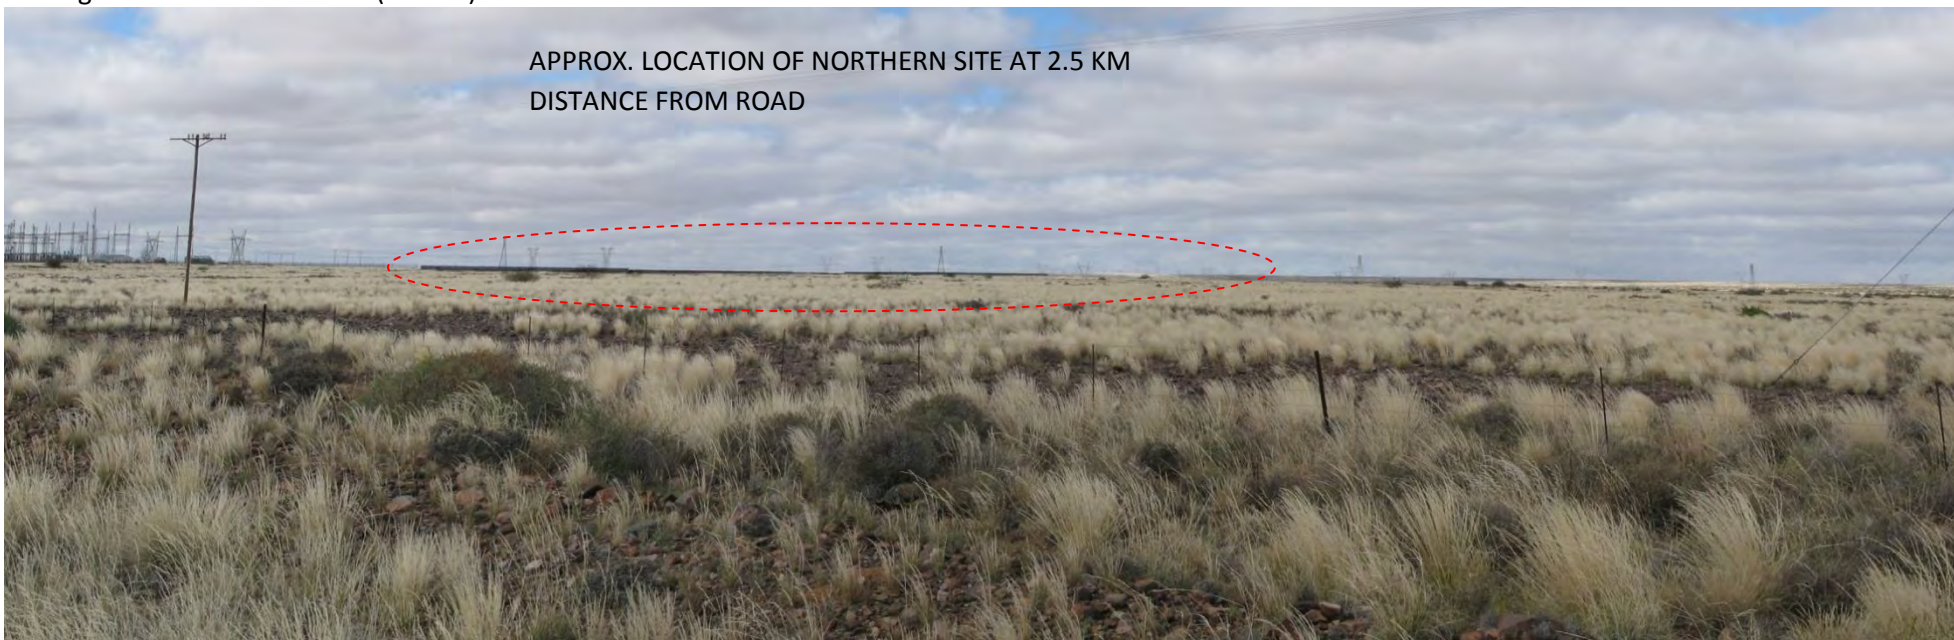 APPROX. LOCATION OF NORTHERN SITE AT 2.5 KM
DISTANCE FROM ROAD